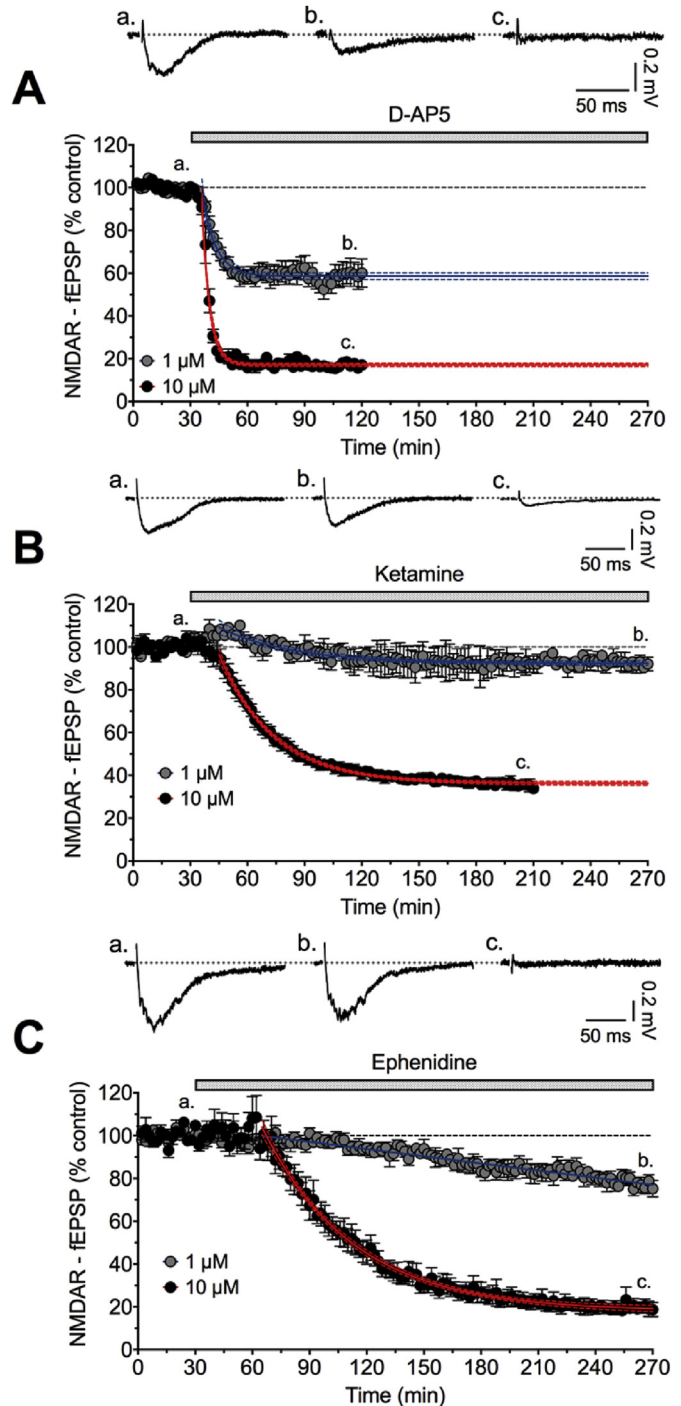 a. b. c.
0.2 mV
50 ms
A
D-AP5
120
100
80
60
40
20
0
NMDAR - fEPSP (% control)
a.
b.
c.
1 µM
10 µM
0 30 60 90 120 150 180 210 240 270
Time (min)
a. b. c.
0.2 mV
50 ms
B
Ketamine
120
100
80
60
40
20
0
NMDAR - fEPSP (% control)
a.
b.
c.
1 µM
10 µM
0 30 60 90 120 150 180 210 240 270
Time (min)
a. b. c.
0.2 mV
50 ms
C
Ephenidine
120
100
80
60
40
20
0
NMDAR - fEPSP (% control)
a.
b.
c.
1 µM
10 µM
0 30 60 90 120 150 180 210 240 270
Time (min)